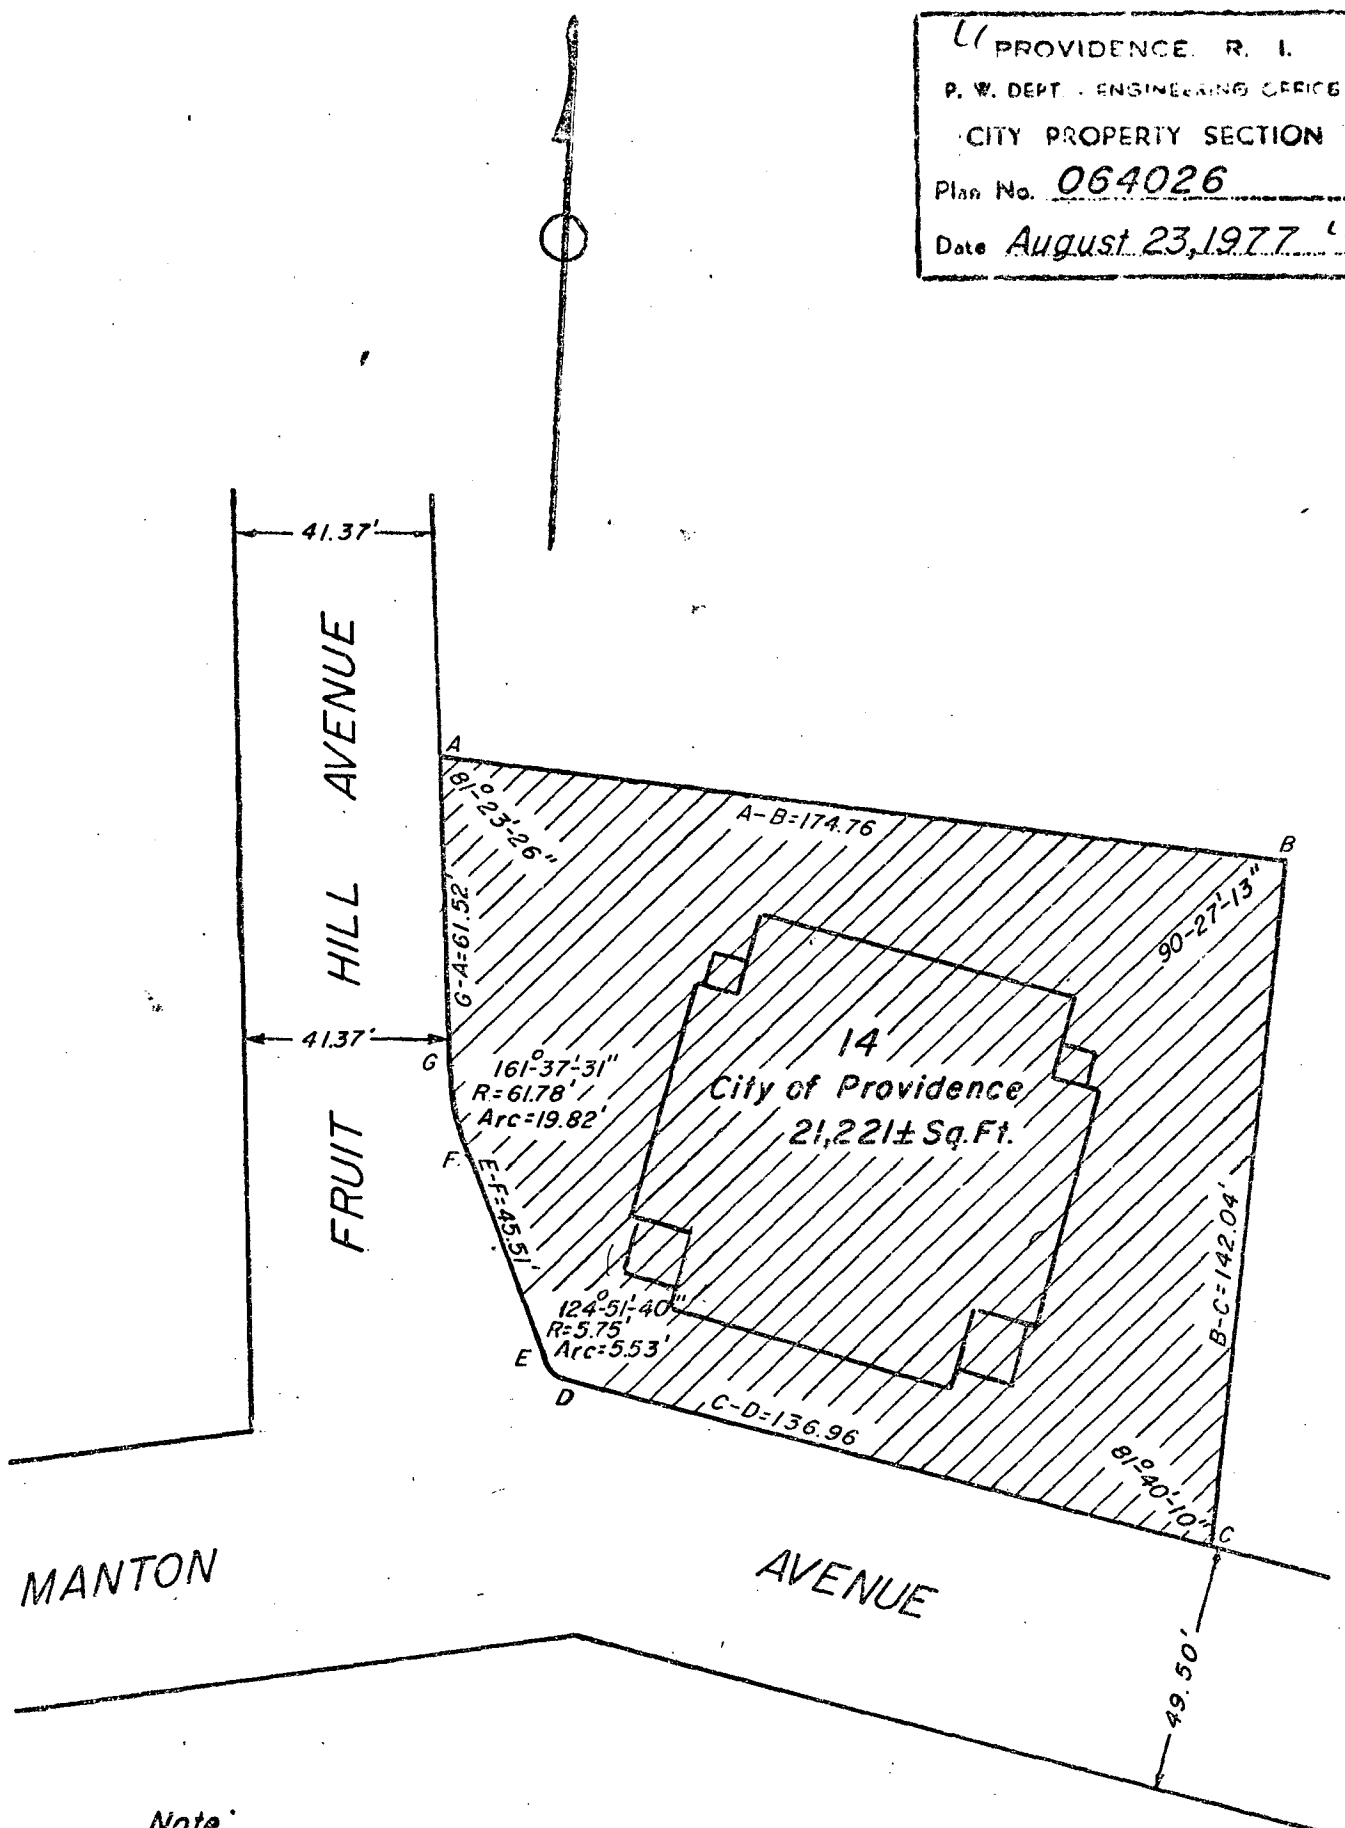 PROVIDENCE. R. I.
P. W. DEPT. - ENGINEERING OFFICE
CITY PROPERTY SECTION
Plan No. 064026
Date August 23, 1977
41.37'
FRUIT HILL AVENUE
A
81°-23'-26"
A-B=174.76
B
90-27'-13"
G-A=61.52'
41.37'
G
161°-37'-31"
R=61.78'
Arc=19.82'
14
City of Providence
21,221± Sq.Ft.
F
E-F=45.51'
B-C=142.04'
124°-51'-40"
R=5.75'
Arc=5.53'
E
D
C-D=136.96
81°-40'-10"
C
MANTON AVENUE
49.50'
Note: